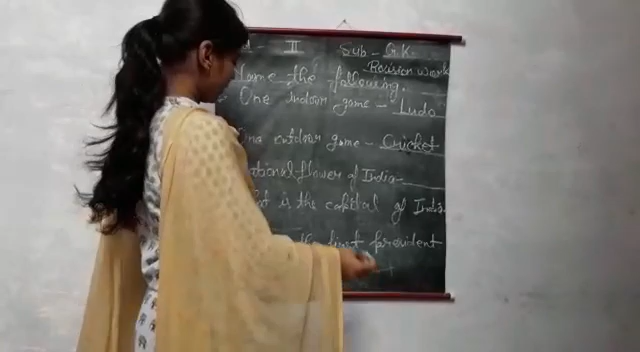 II Sub - G.K.
Revision work
Name the following.
One indoor game - Ludo
One outdoor game - Cricket
National flower of India
is the capital of India
the first president